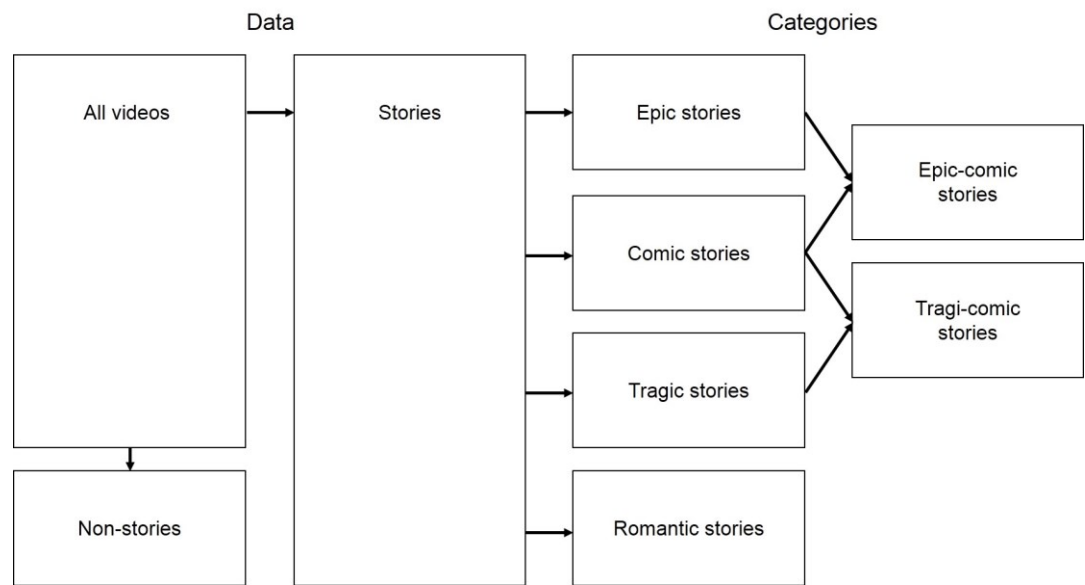 Data
Categories
All videos
Stories
Epic stories
Epic-comic
stories
Comic stories
Tragi-comic
stories
Tragic stories
Non-stories
Romantic stories